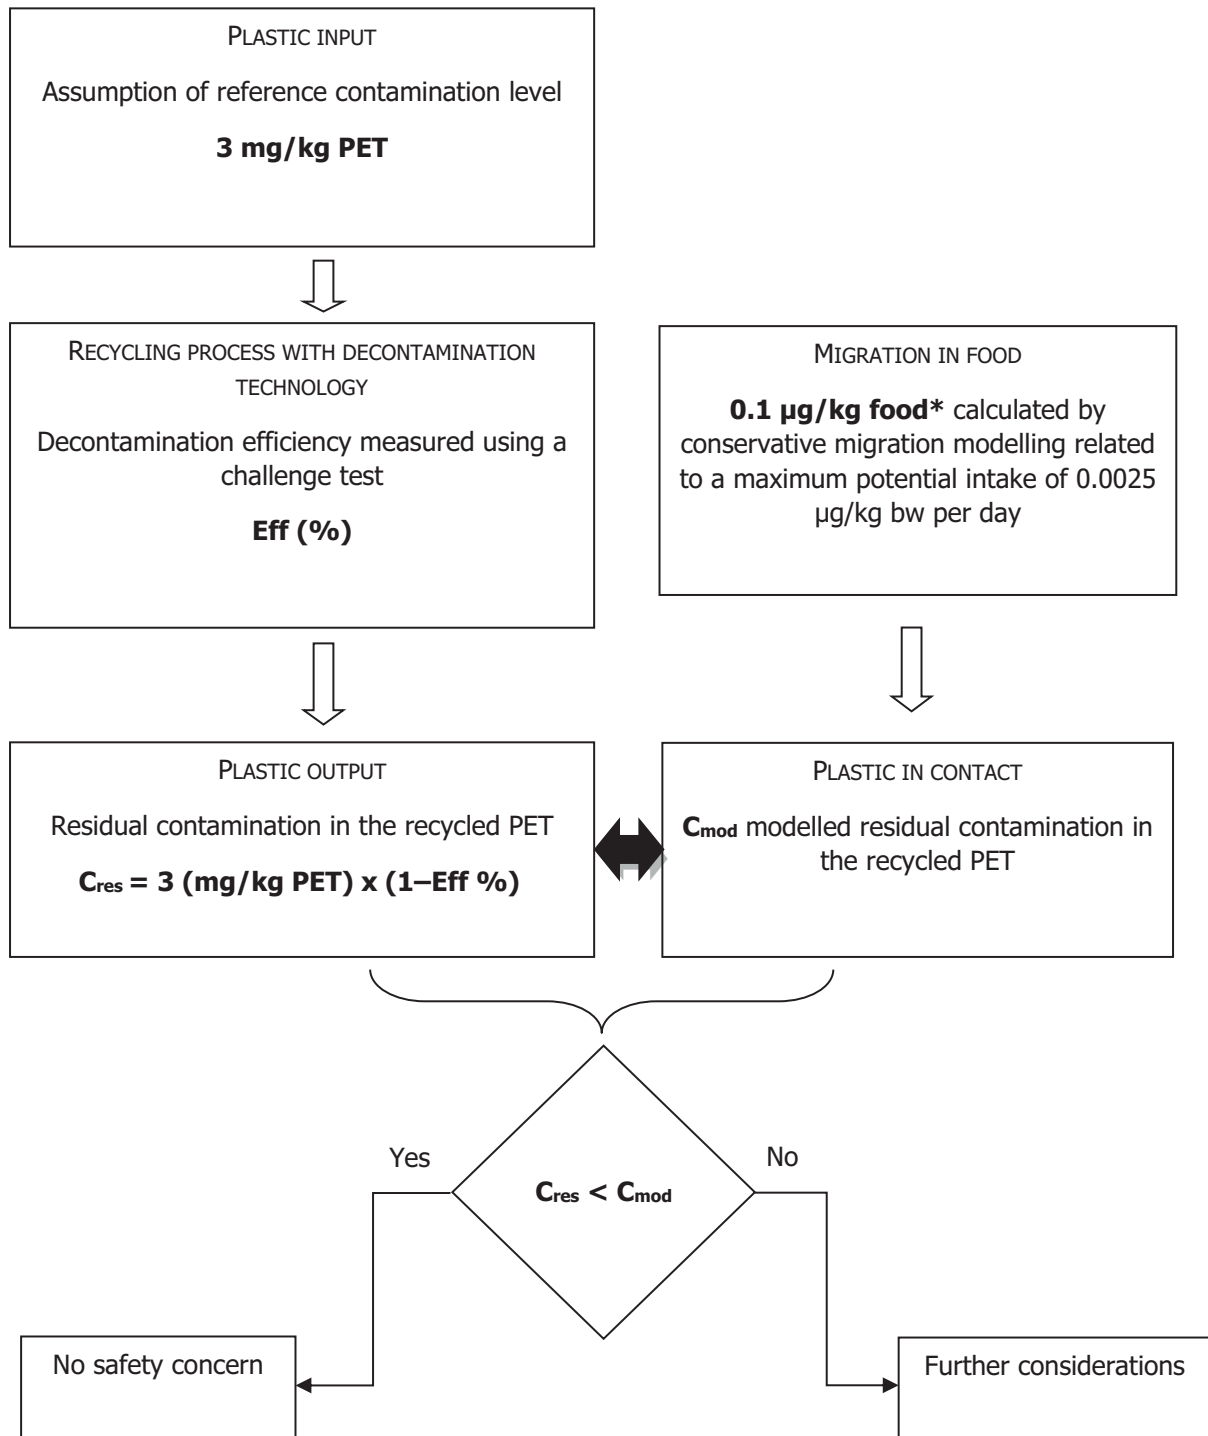 PLASTIC INPUT
Assumption of reference contamination level
3 mg/kg PET
RECYCLING PROCESS WITH DECONTAMINATION
TECHNOLOGY
Decontamination efficiency measured using a
challenge test
Eff (%)
MIGRATION IN FOOD
0.1 µg/kg food* calculated by
conservative migration modelling related
to a maximum potential intake of 0.0025
µg/kg bw per day
PLASTIC OUTPUT
Residual contamination in the recycled PET
Cres = 3 (mg/kg PET) x (1–Eff %)
PLASTIC IN CONTACT
Cmod modelled residual contamination in
the recycled PET
Yes
No
Cres < Cmod
No safety concern
Further considerations